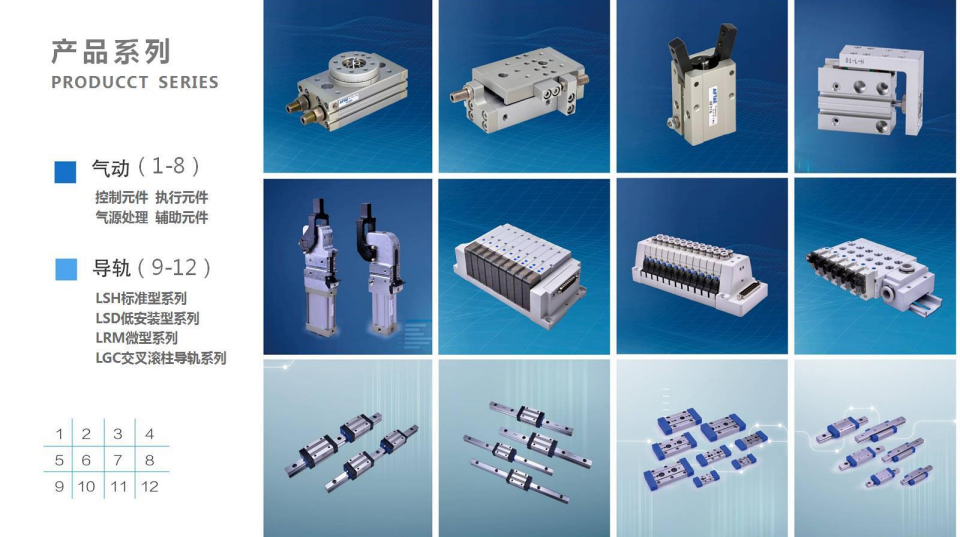 产品系列
PRODUCCT SERIES
气动(1-8)
控制元件 执行元件
气源处理 辅助元件
导轨(9-12)
LSH标准型系列
LSD低安装型系列
LRM微型系列
LGC交叉滚柱导轨系列
1 2 3 4
5 6 7 8
9 10 11 12